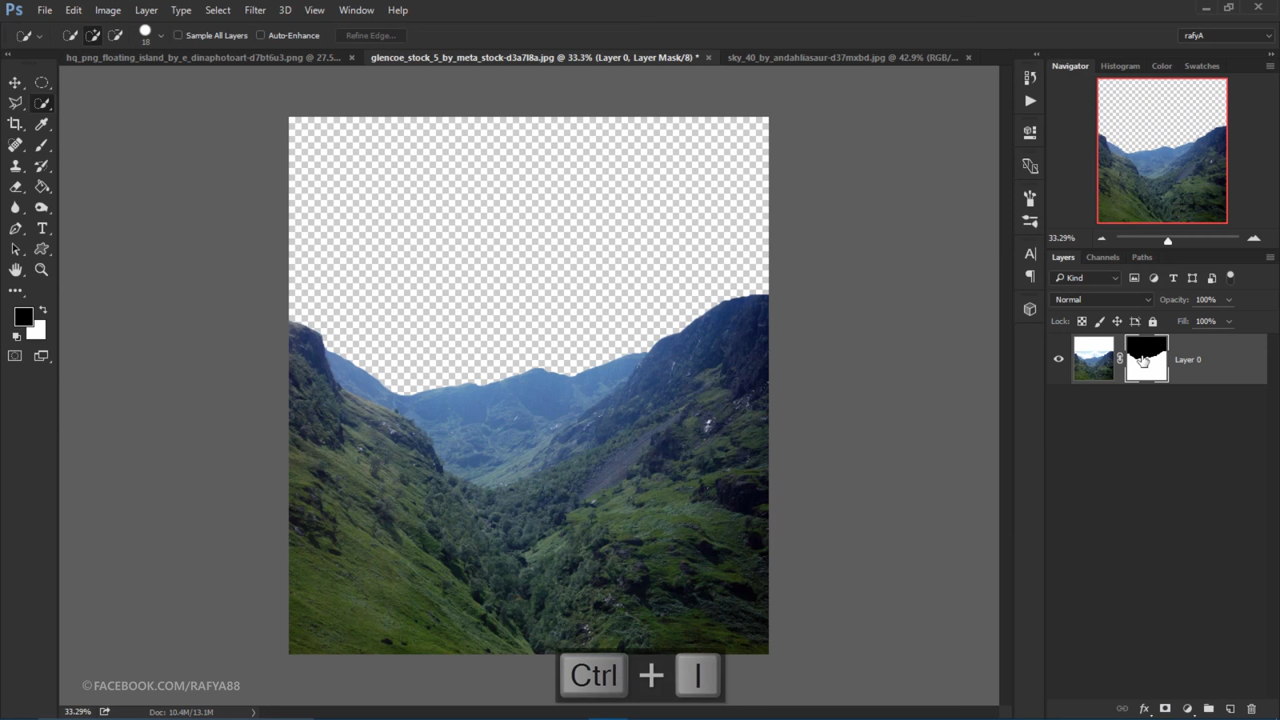 Ps File Edit Image Layer Type Select Filter 3D View Window Help
18 Sample All Layers Auto-Enhance Refine Edge... rafyA
hq_png_floating_island_by_e_dinaphotoart-d7bt6u3.png @ 27.5... × glencoe_stock_5_by_meta_stock-d3a7l8a.jpg @ 33.3% (Layer 0, Layer Mask/8) * × sky_40_by_andahliasaur-d37mxbd.jpg @ 42.9% (RGB/... ×
Navigator Histogram Color Swatches
33.29%
Layers Channels Paths
Kind
Normal Opacity: 100%
Lock: Fill: 100%
Layer 0
Ctrl + I
©FACEBOOK.COM/RAFYA88
33.29% Doc: 10.4M/13.1M